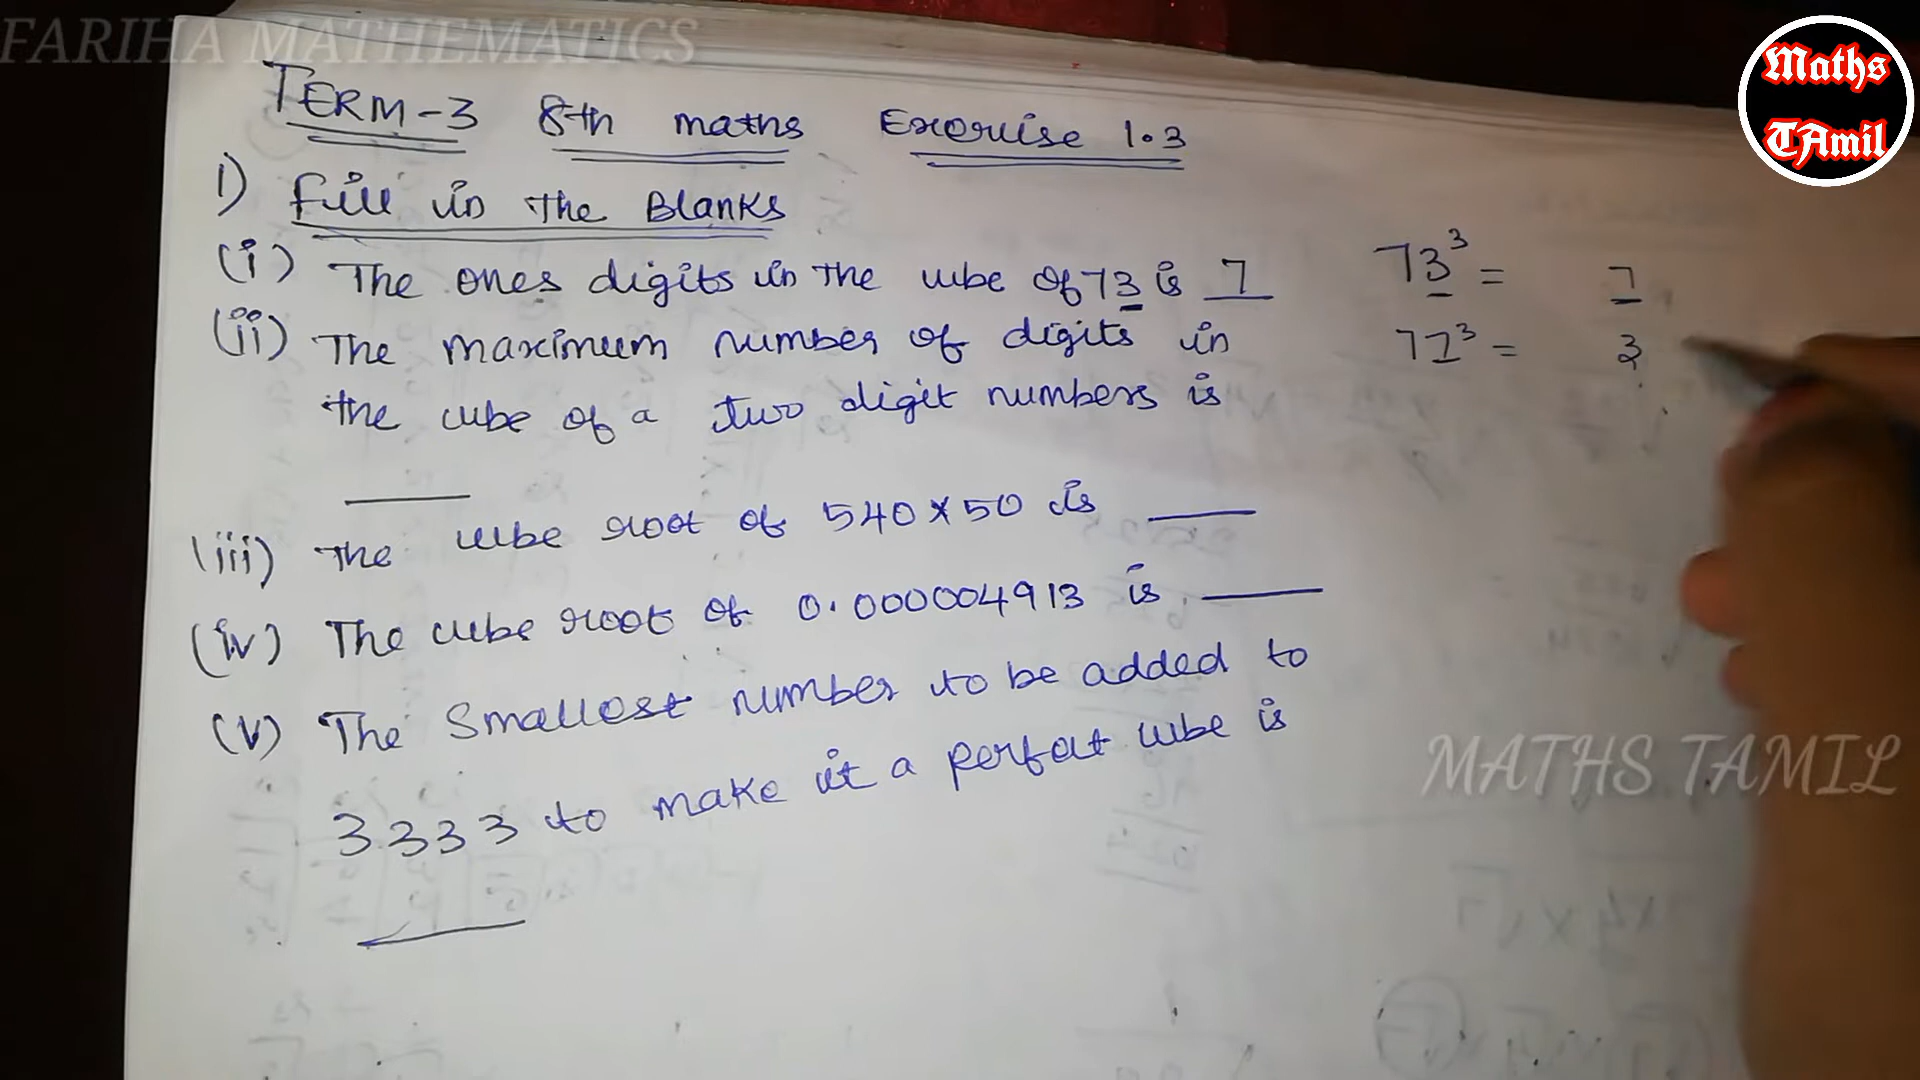 FARIHA MATHEMATICS
Maths
TAmil
TERM-3 8th maths Exercise 1.3
1) Fill in the Blanks
(i) The ones digits in the cube of 73 is 7
73³ = 7
(ii) The maximum number of digits in
77³ = 3
the cube of a two digit numbers is
(iii) The cube root of 540×50 is
(iv) The cube root of 0.000004913 is
(v) The Smallest number to be added to
3333 to make it a perfect cube is
MATHS TAMIL